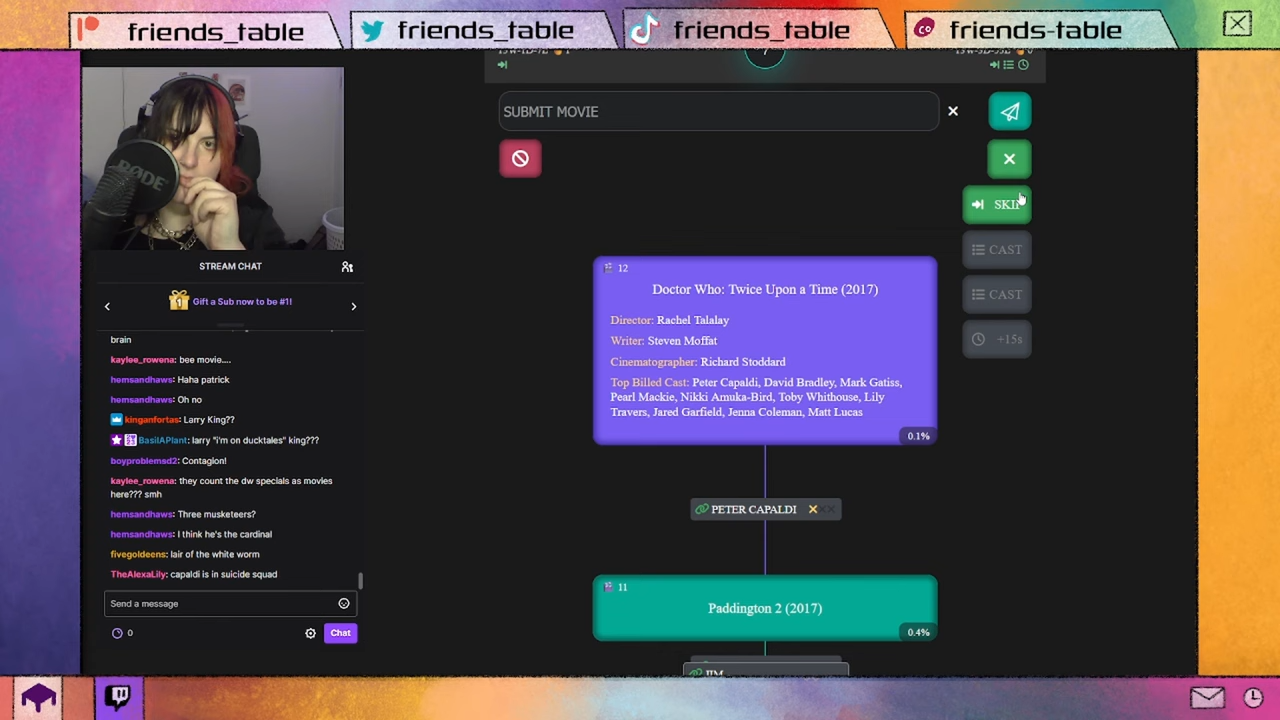 friends_table
friends_table
friends_table
friends-table
SUBMIT MOVIE
SKIP
CAST
CAST
+15s
RØDE
STREAM CHAT
Gift a Sub now to be #1!
brain
kaylee_rowena: bee movie....
hemsandhaws: Haha patrick
hemsandhaws: Oh no
kinganfortas: Larry King??
BasilAPlant: larry "i'm on ducktales" king???
boyproblemsd2: Contagion!
kaylee_rowena: they count the dw specials as movies
here??? smh
hemsandhaws: Three musketeers?
hemsandhaws: I think he's the cardinal
fivegoldeens: lair of the white worm
TheAlexaLily: capaldi is in suicide squad
Send a message
0
Chat
12
Doctor Who: Twice Upon a Time (2017)
Director: Rachel Talalay
Writer: Steven Moffat
Cinematographer: Richard Stoddard
Top Billed Cast: Peter Capaldi, David Bradley, Mark Gatiss,
Pearl Mackie, Nikki Amuka-Bird, Toby Whithouse, Lily
Travers, Jared Garfield, Jenna Coleman, Matt Lucas
0.1%
PETER CAPALDI
11
Paddington 2 (2017)
0.4%
JIM